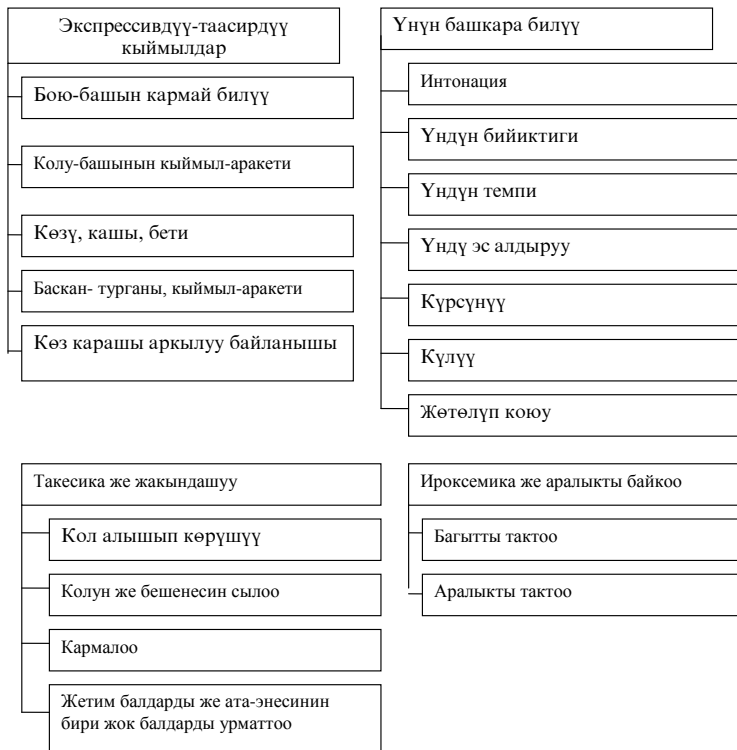 Экспрессивдүү-таасирдүү
кыймылдар
Бою-башын кармай билүү
Колу-башынын кыймыл-аракети
Көзү, кашы, бети
Баскан- турганы, кыймыл-аракети
Көз карашы аркылуу байланышы
Үнүн башкара билүү
Интонация
Үндүн бийиктиги
Үндүн темпи
Үндү эс алдыруу
Күрсүнүү
Күлүү
Жөтөлүп коюу
Такесика же жакындашуу
Кол алышып көрүшүү
Колун же бешенесин сылоо
Кармалоо
Жетим балдарды же ата-энесинин
бири жок балдарды урматтоо
Ироксемика же аралыкты байкоо
Багытты тактоо
Аралыкты тактоо